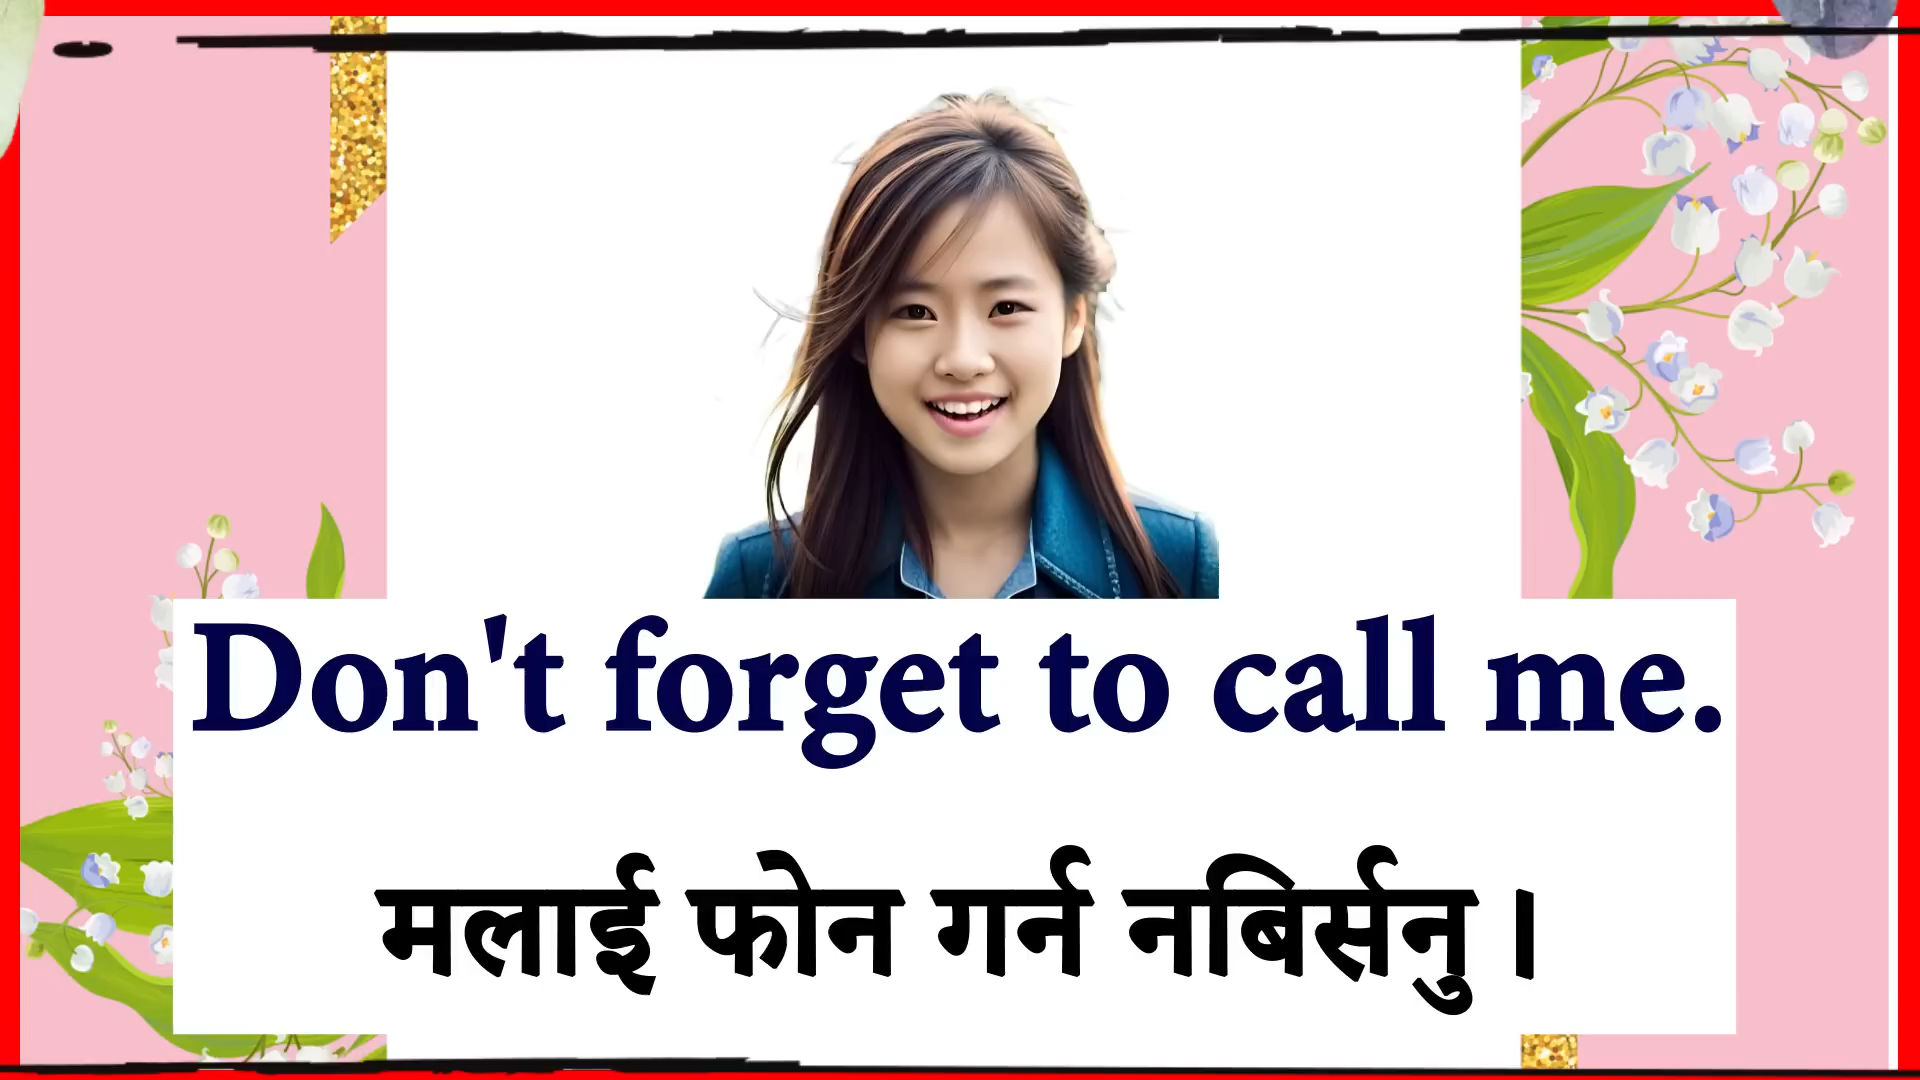 Don't forget to call me.
मलाई फोन गर्न नबिर्सनु ।